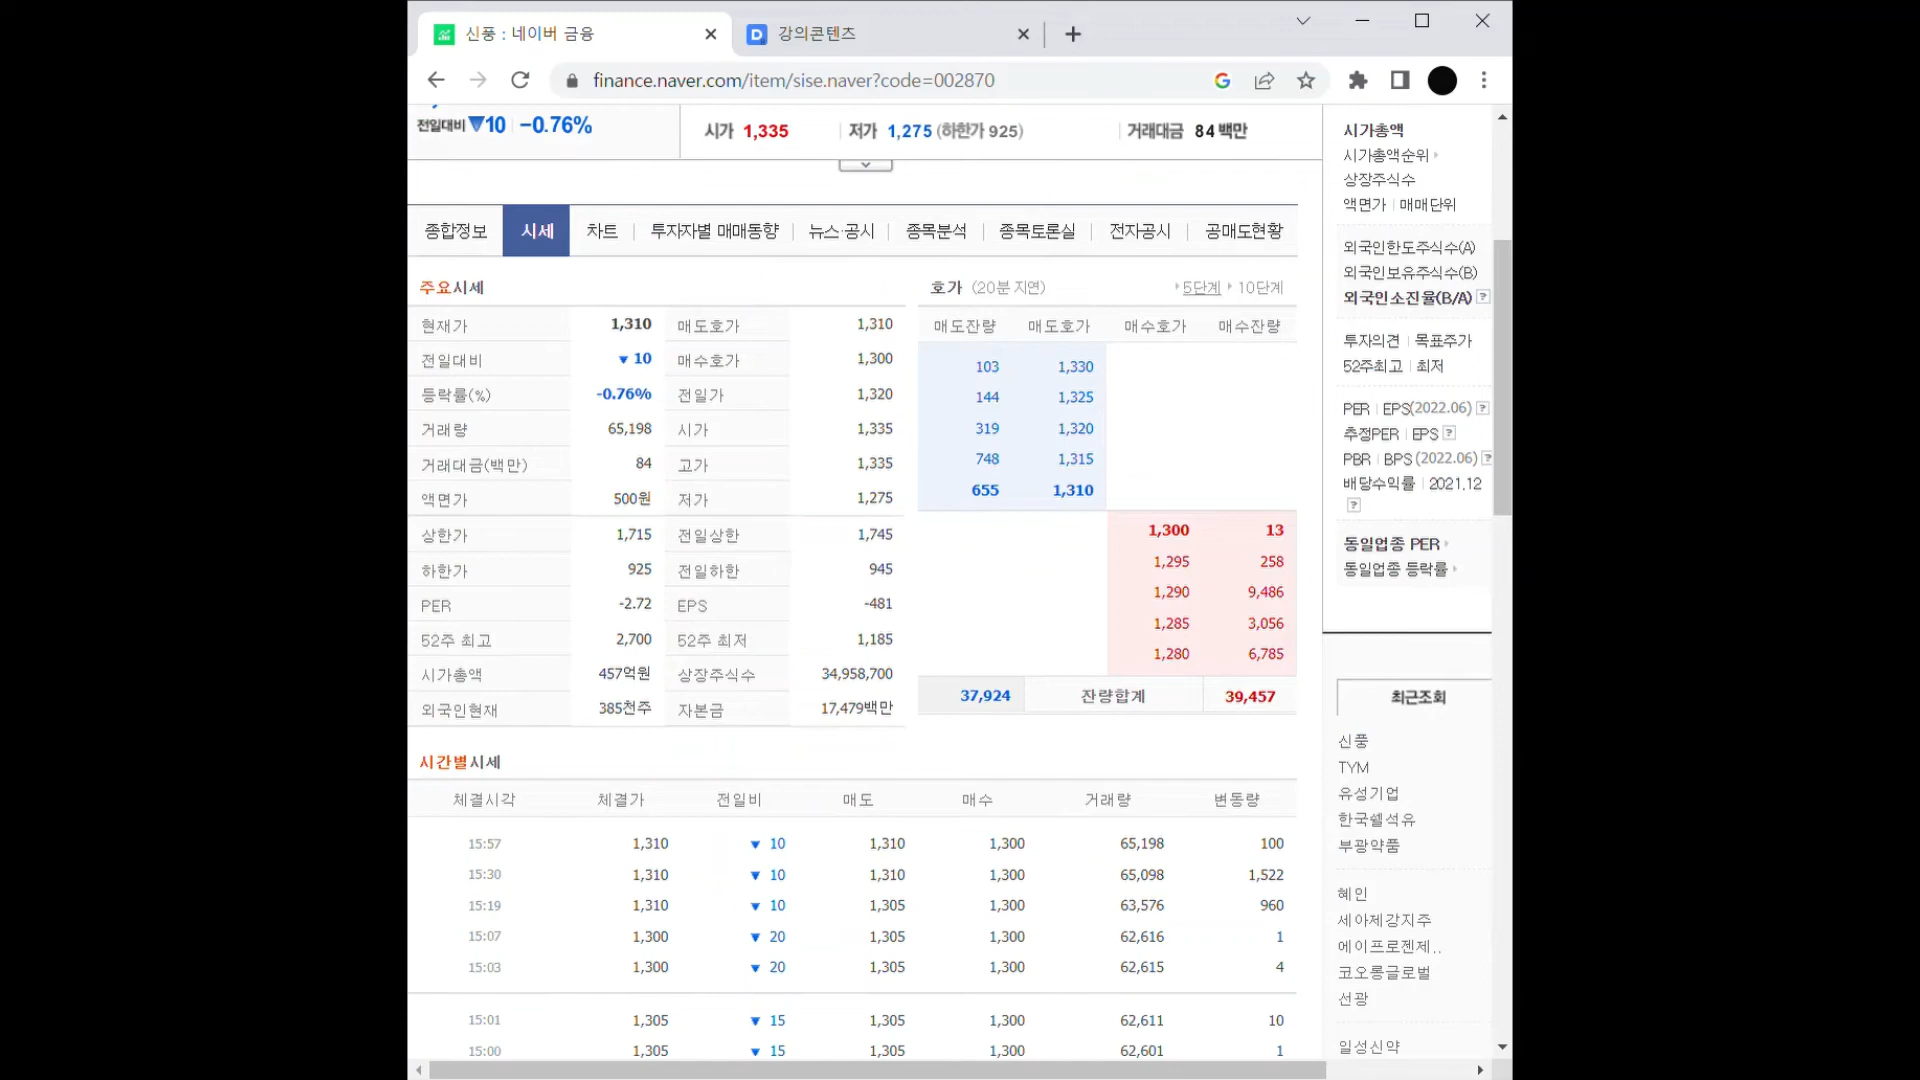 신풍 : 네이버 금융
강의콘텐츠
finance.naver.com/item/sise.naver?code=002870
전일대비 ▼10 -0.76% 시가 1,335 저가 1,275 (하한가 925) 거래대금 84 백만
종합정보 시세 차트 투자자별 매매동향 뉴스·공시 종목분석 종목토론실 전자공시 공매도현황
주요시세
현재가 1,310 매도호가 1,310
전일대비 ▼ 10 매수호가 1,300
등락률(%) -0.76% 전일가 1,320
거래량 65,198 시가 1,335
거래대금(백만) 84 고가 1,335
액면가 500원 저가 1,275
상한가 1,715 전일상한 1,745
하한가 925 전일하한 945
PER -2.72 EPS -481
52주 최고 2,700 52주 최저 1,185
시가총액 457억원 상장주식수 34,958,700
외국인현재 385천주 자본금 17,479백만
호가 (20분 지연) 5단계 10단계
매도잔량 매도호가 매수호가 매수잔량
103 1,330
144 1,325
319 1,320
748 1,315
655 1,310
1,300 13
1,295 258
1,290 9,486
1,285 3,056
1,280 6,785
37,924 잔량합계 39,457
시간별시세
체결시각 체결가 전일비 매도 매수 거래량 변동량
15:57 1,310 ▼ 10 1,310 1,300 65,198 100
15:30 1,310 ▼ 10 1,310 1,300 65,098 1,522
15:19 1,310 ▼ 10 1,305 1,300 63,576 960
15:07 1,300 ▼ 20 1,305 1,300 62,616 1
15:03 1,300 ▼ 20 1,305 1,300 62,615 4
15:01 1,305 ▼ 15 1,305 1,300 62,611 10
15:00 1,305 ▼ 15 1,305 1,300 62,601 1
시가총액
시가총액순위
상장주식수
액면가 | 매매단위
외국인한도주식수(A)
외국인보유주식수(B)
외국인소진율(B/A) ?
투자의견 | 목표주가
52주최고 | 최저
PER | EPS(2022.06) ?
추정PER | EPS ?
PBR | BPS (2022.06) ?
배당수익률 | 2021.12
?
동일업종 PER
동일업종 등락률
최근조회
신풍
TYM
유성기업
한국쉘석유
부광약품
혜인
세아제강지주
에이프로젠제..
코오롱글로벌
선광
일성신약